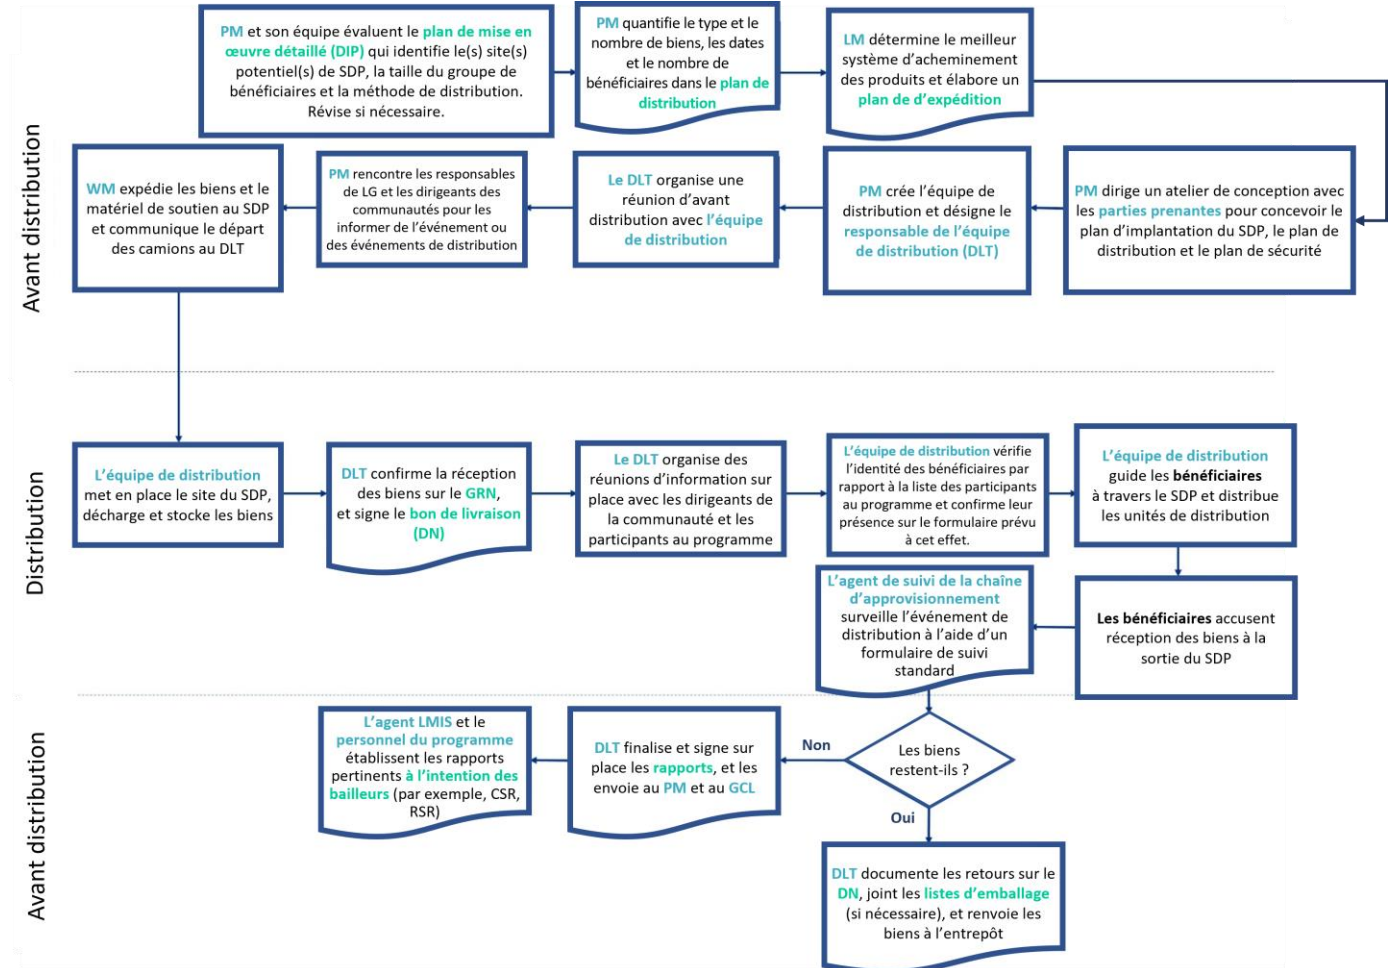 Avant distribution
PM et son équipe évaluent le plan de mise en
œuvre détaillé (DIP) qui identifie le(s) site(s)
potentiel(s) de SDP, la taille du groupe de
bénéficiaires et la méthode de distribution.
Révise si nécessaire.
PM quantifie le type et le
nombre de biens, les dates
et le nombre de
bénéficiaires dans le plan de
distribution
LM détermine le meilleur
système d’acheminement
des produits et élabore un
plan de d’expédition
PM dirige un atelier de conception avec
les parties prenantes pour concevoir le
plan d’implantation du SDP, le plan de
distribution et le plan de sécurité
PM crée l’équipe de
distribution et désigne le
responsable de l’équipe
de distribution (DLT)
Le DLT organise une
réunion d’avant
distribution avec l’équipe
de distribution
PM rencontre les responsables
de LG et les dirigeants des
communautés pour les
informer de l’événement ou
des événements de distribution
WM expédie les biens et le
matériel de soutien au SDP
et communique le départ
des camions au DLT
Distribution
L’équipe de distribution
met en place le site du SDP,
décharge et stocke les biens
DLT confirme la réception
des biens sur le GRN,
et signe le bon de livraison
(DN)
Le DLT organise des
réunions d’information sur
place avec les dirigeants de
la communauté et les
participants au programme
L’équipe de distribution vérifie
l’identité des bénéficiaires par
rapport à la liste des participants
au programme et confirme leur
présence sur le formulaire prévu
à cet effet.
L’équipe de distribution
guide les bénéficiaires
à travers le SDP et distribue
les unités de distribution
Les bénéficiaires accusent
réception des biens à la
sortie du SDP
L’agent de suivi de la chaîne
d’approvisionnement
surveille l’événement de
distribution à l’aide d’un
formulaire de suivi
standard
Avant distribution
Les biens
restent-ils ?
Non
DLT finalise et signe sur
place les rapports, et les
envoie au PM et au GCL
L’agent LMIS et le
personnel du programme
établissent les rapports
pertinents à l’intention des
bailleurs (par exemple, CSR,
RSR)
Oui
DLT documente les retours sur le
DN, joint les listes d’emballage
(si nécessaire), et renvoie les
biens à l’entrepôt